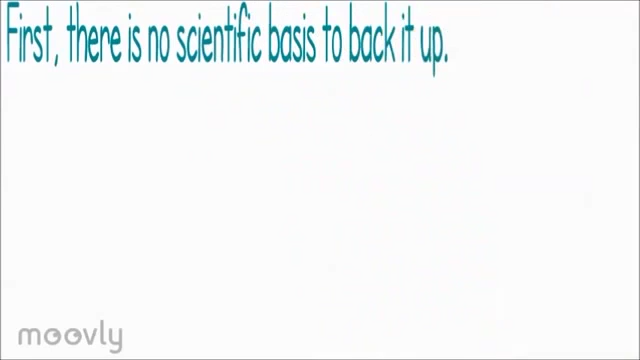 First, there is no scientific basis to back it up.
moovly